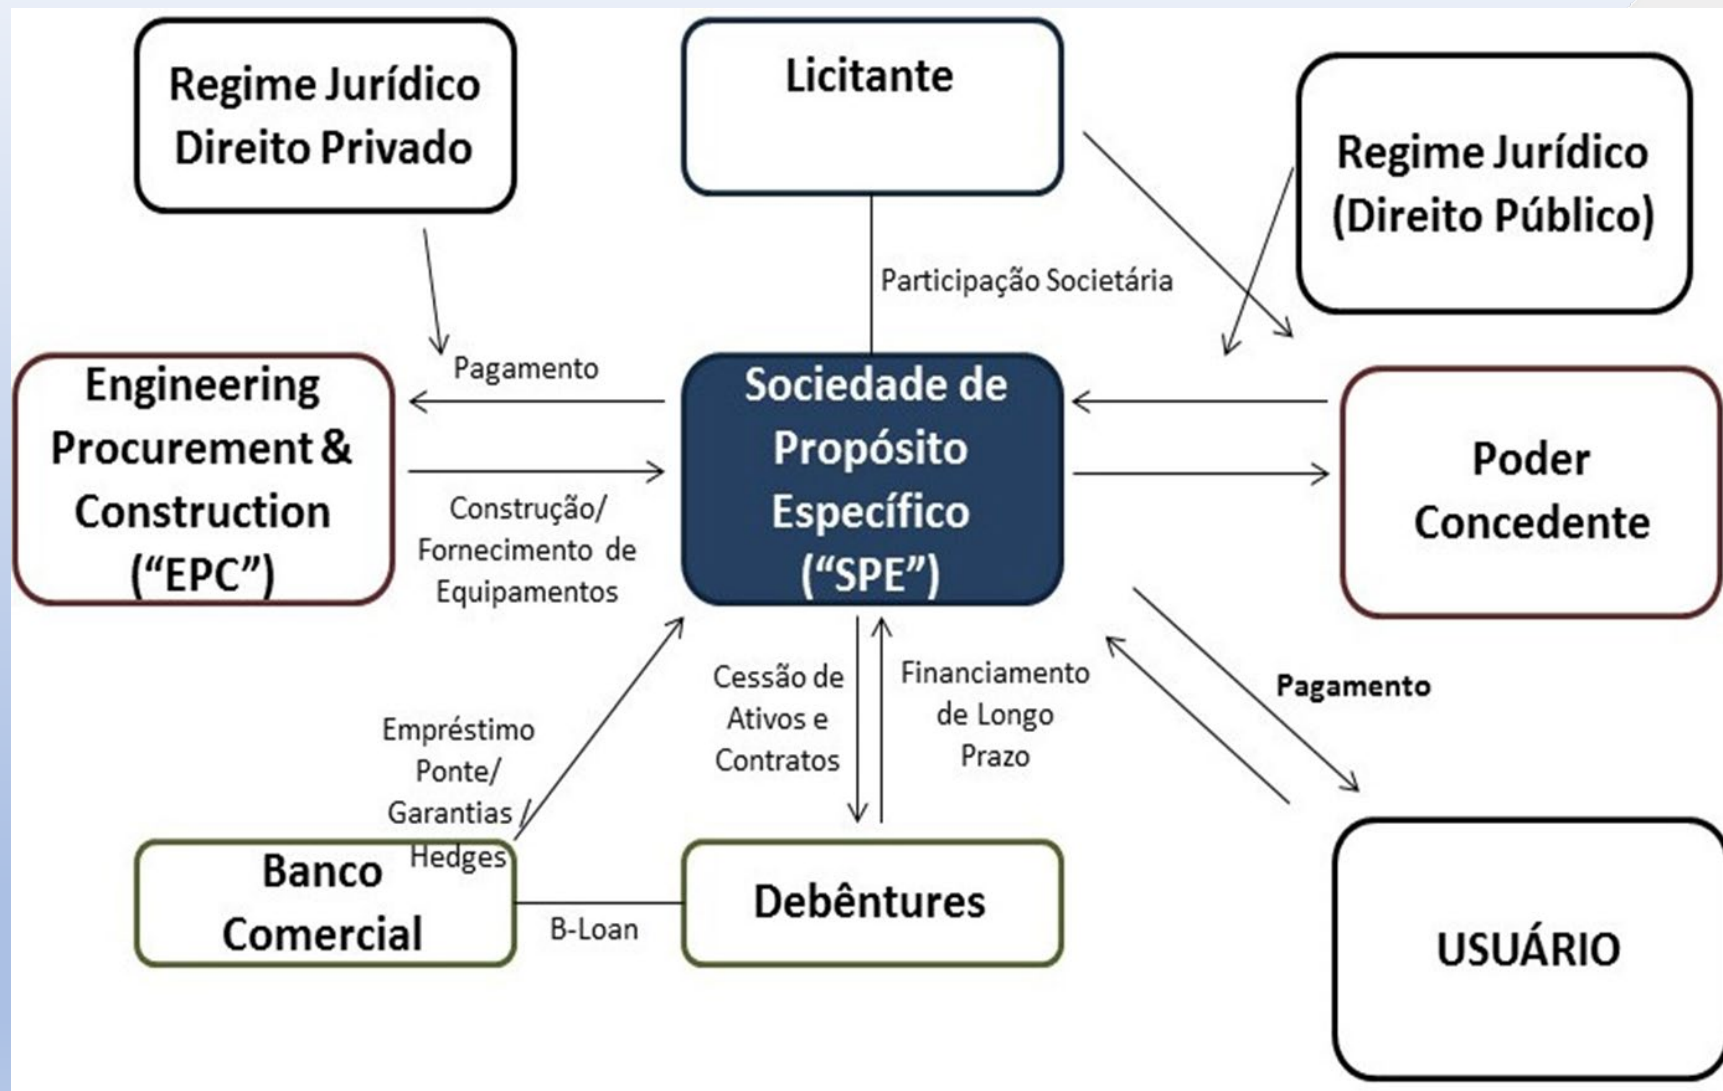 Regime Jurídico
Direito Privado
Licitante
Regime Jurídico
(Direito Público)
Participação Societária
Engineering
Procurement &
Construction
(“EPC”)
Pagamento
Construção/
Fornecimento de
Equipamentos
Sociedade de
Propósito
Específico
(“SPE”)
Poder
Concedente
Empréstimo
Ponte/
Garantias /
Hedges
Cessão de
Ativos e
Contratos
Financiamento
de Longo
Prazo
Pagamento
Banco
Comercial
B-Loan
Debêntures
USUÁRIO